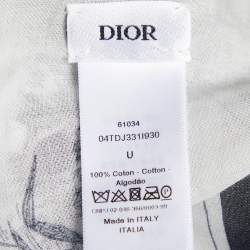 DIOR
61034
04TDJ331I930
U
100% Coton - Cotton -
Algodão
Made in ITALY
ITALIA